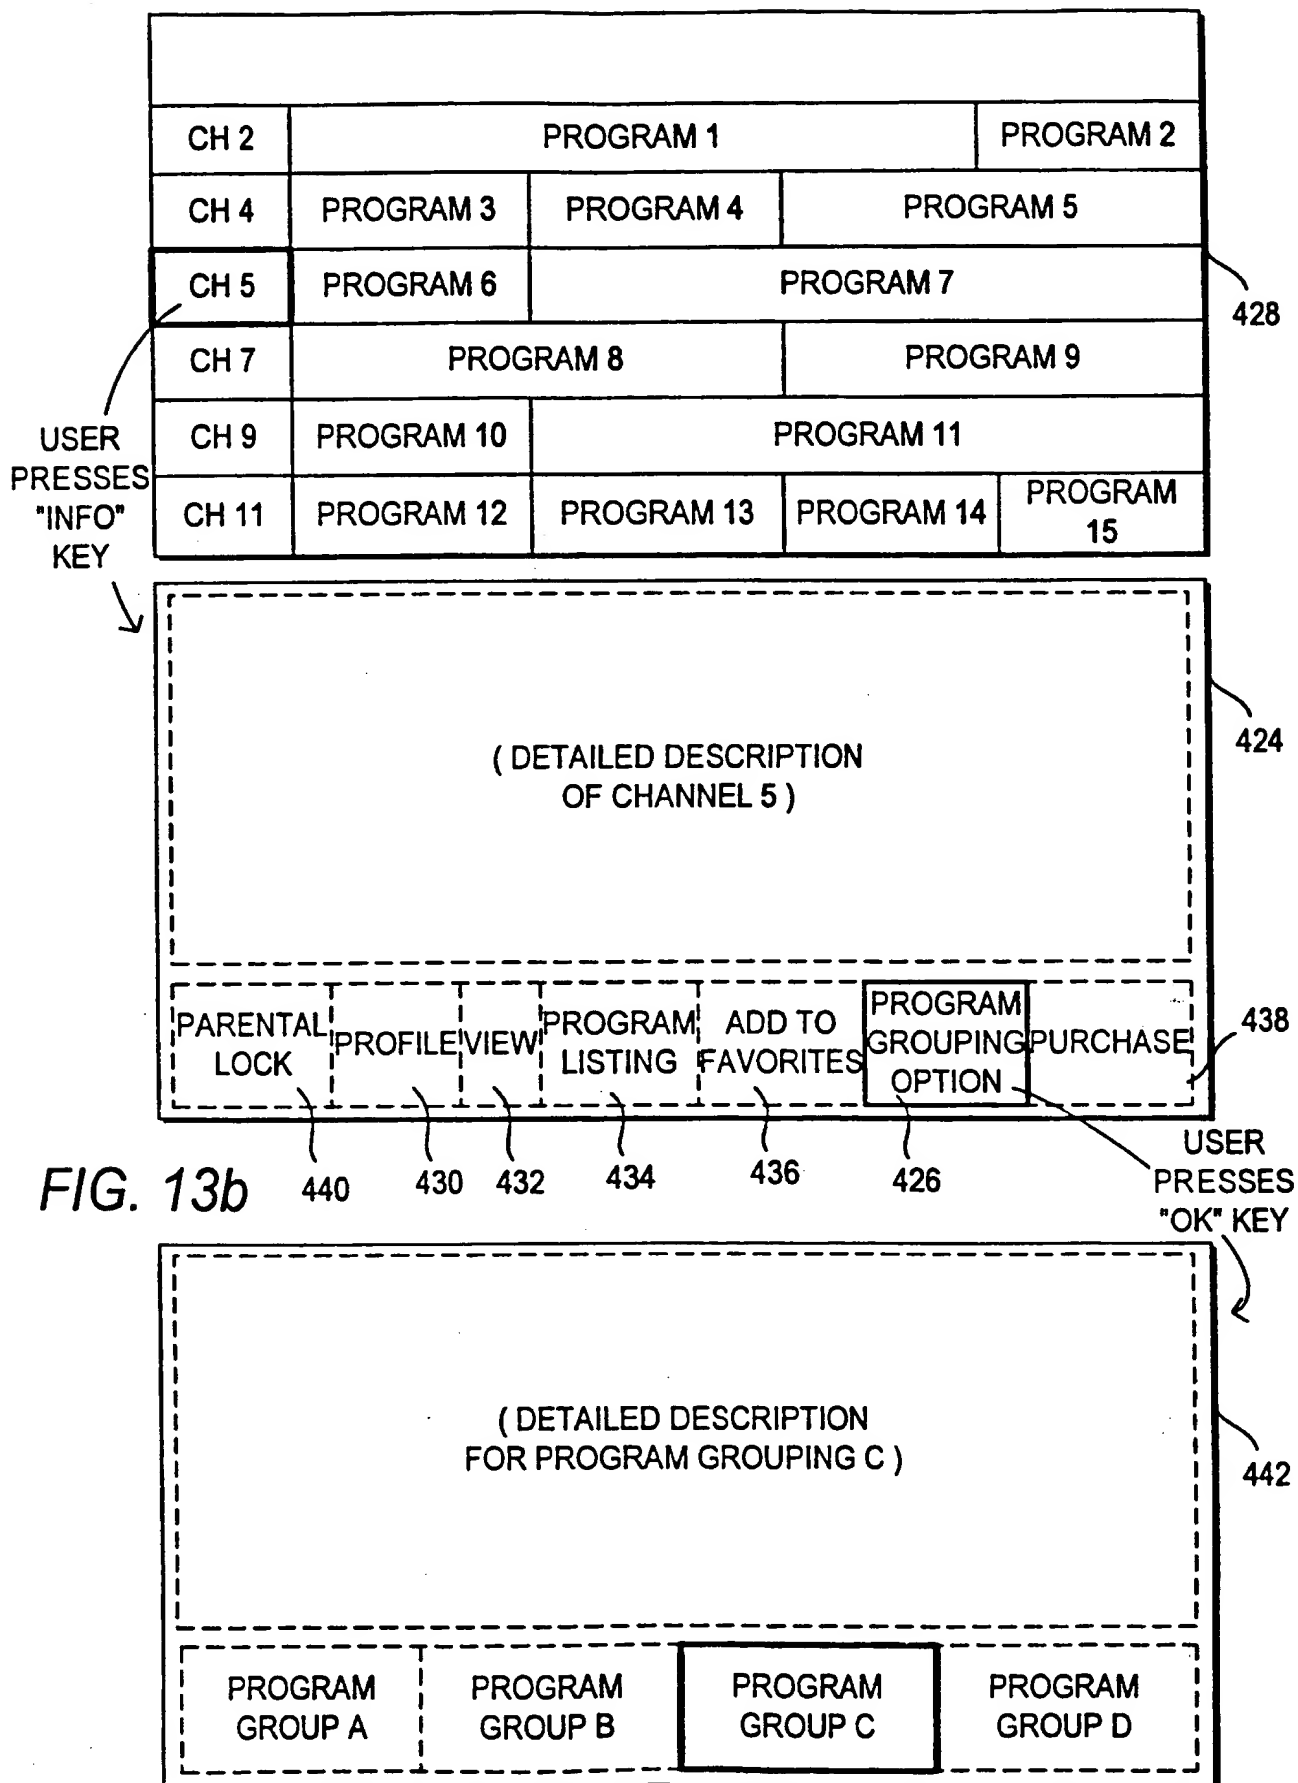 CH 2 PROGRAM 1 PROGRAM 2
CH 4 PROGRAM 3 PROGRAM 4 PROGRAM 5
CH 5 PROGRAM 6 PROGRAM 7
428
CH 7 PROGRAM 8 PROGRAM 9
CH 9 PROGRAM 10 PROGRAM 11
CH 11 PROGRAM 12 PROGRAM 13 PROGRAM 14 PROGRAM
15
USER
PRESSES
"INFO"
KEY
424
( DETAILED DESCRIPTION
OF CHANNEL 5 )
PARENTAL
LOCK
PROFILE
VIEW
PROGRAM
LISTING
ADD TO
FAVORITES
PROGRAM
GROUPING
OPTION
PURCHASE
438
440
430
432
434
436
426
USER
PRESSES
"OK" KEY
FIG. 13b
( DETAILED DESCRIPTION
FOR PROGRAM GROUPING C )
442
PROGRAM
GROUP A
PROGRAM
GROUP B
PROGRAM
GROUP C
PROGRAM
GROUP D